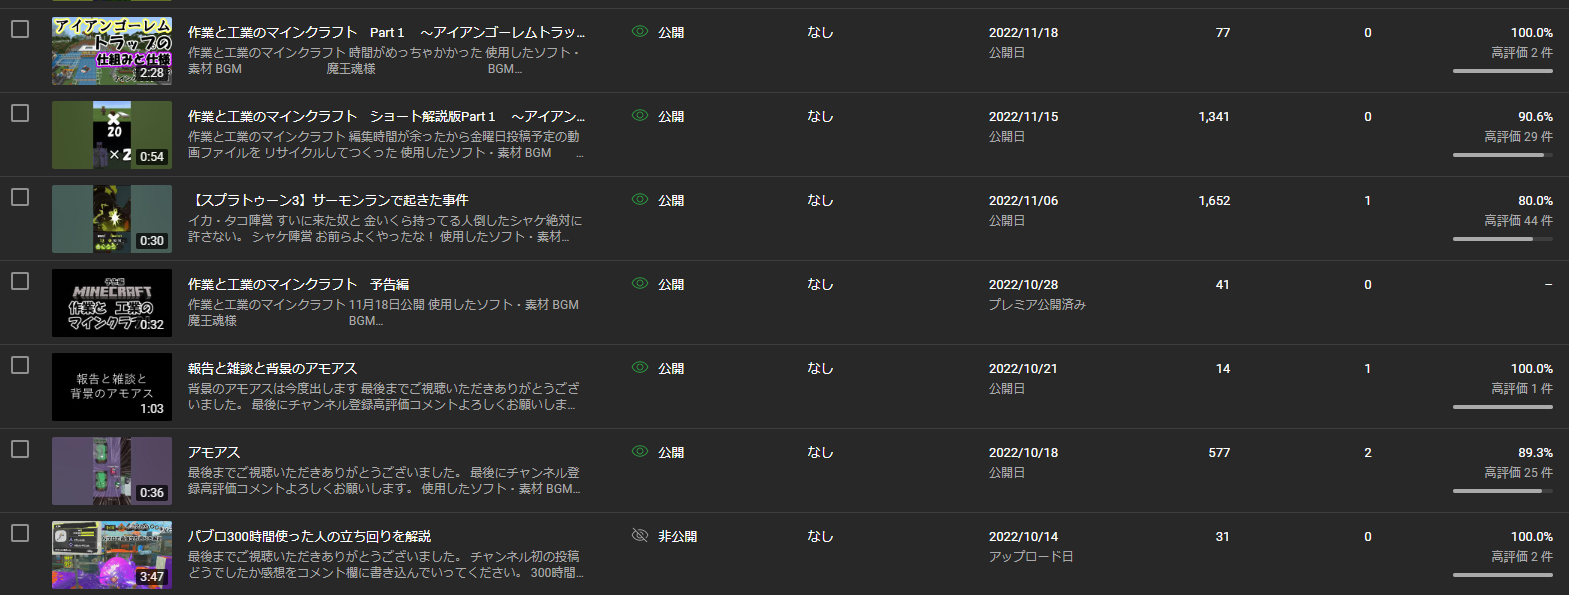 アイアンゴーレム
トラップの
仕組みと仕様
2:28
作業と工業のマインクラフト　Part 1　～アイアンゴーレムトラッ...
作業と工業のマインクラフト 時間がめっちゃかかった 使用したソフト・
素材 BGM 魔王魂様 BGM...
公開
なし
2022/11/18
公開日
77
0
100.0%
高評価 2 件
×
20
×2
0:54
作業と工業のマインクラフト　ショート解説版Part 1　～アイアン...
作業と工業のマインクラフト 編集時間が余ったから金曜日投稿予定の動
画ファイルを リサイクルしてつくった 使用したソフト・素材 BGM ...
公開
なし
2022/11/15
公開日
1,341
0
90.6%
高評価 29 件
0:30
【スプラトゥーン3】サーモンランで起きた事件
イカ・タコ陣営 すいに来た奴と 金いくら持ってる人倒したシャケ絶対に
許さない。 シャケ陣営 お前らよくやったな！ 使用したソフト・素材...
公開
なし
2022/11/06
公開日
1,652
1
80.0%
高評価 44 件
予告編
MINECRAFT
作業と 工業の
マインクラフト
0:32
作業と工業のマインクラフト　予告編
作業と工業のマインクラフト 11月18日公開 使用したソフト・素材 BGM
魔王魂様 BGM...
公開
なし
2022/10/28
プレミア公開済み
41
0
–
報告と雑談と
背景のアモアス
1:03
報告と雑談と背景のアモアス
背景のアモアスは今度出します 最後までご視聴いただきありがとうござ
いました。 最後にチャンネル登録高評価コメントよろしくお願いしま...
公開
なし
2022/10/21
公開日
14
1
100.0%
高評価 1 件
0:36
アモアス
最後までご視聴いただきありがとうございました。 最後にチャンネル登
録高評価コメントよろしくお願いします。 使用したソフト・素材 BGM...
公開
なし
2022/10/18
公開日
577
2
89.3%
高評価 25 件
3:47
パブロ300時間使った人の立ち回りを解説
最後までご視聴いただきありがとうございました。 チャンネル初の投稿
どうでしたか感想をコメント欄に書き込んでいってください。 300時間...
非公開
なし
2022/10/14
アップロード日
31
0
100.0%
高評価 2 件